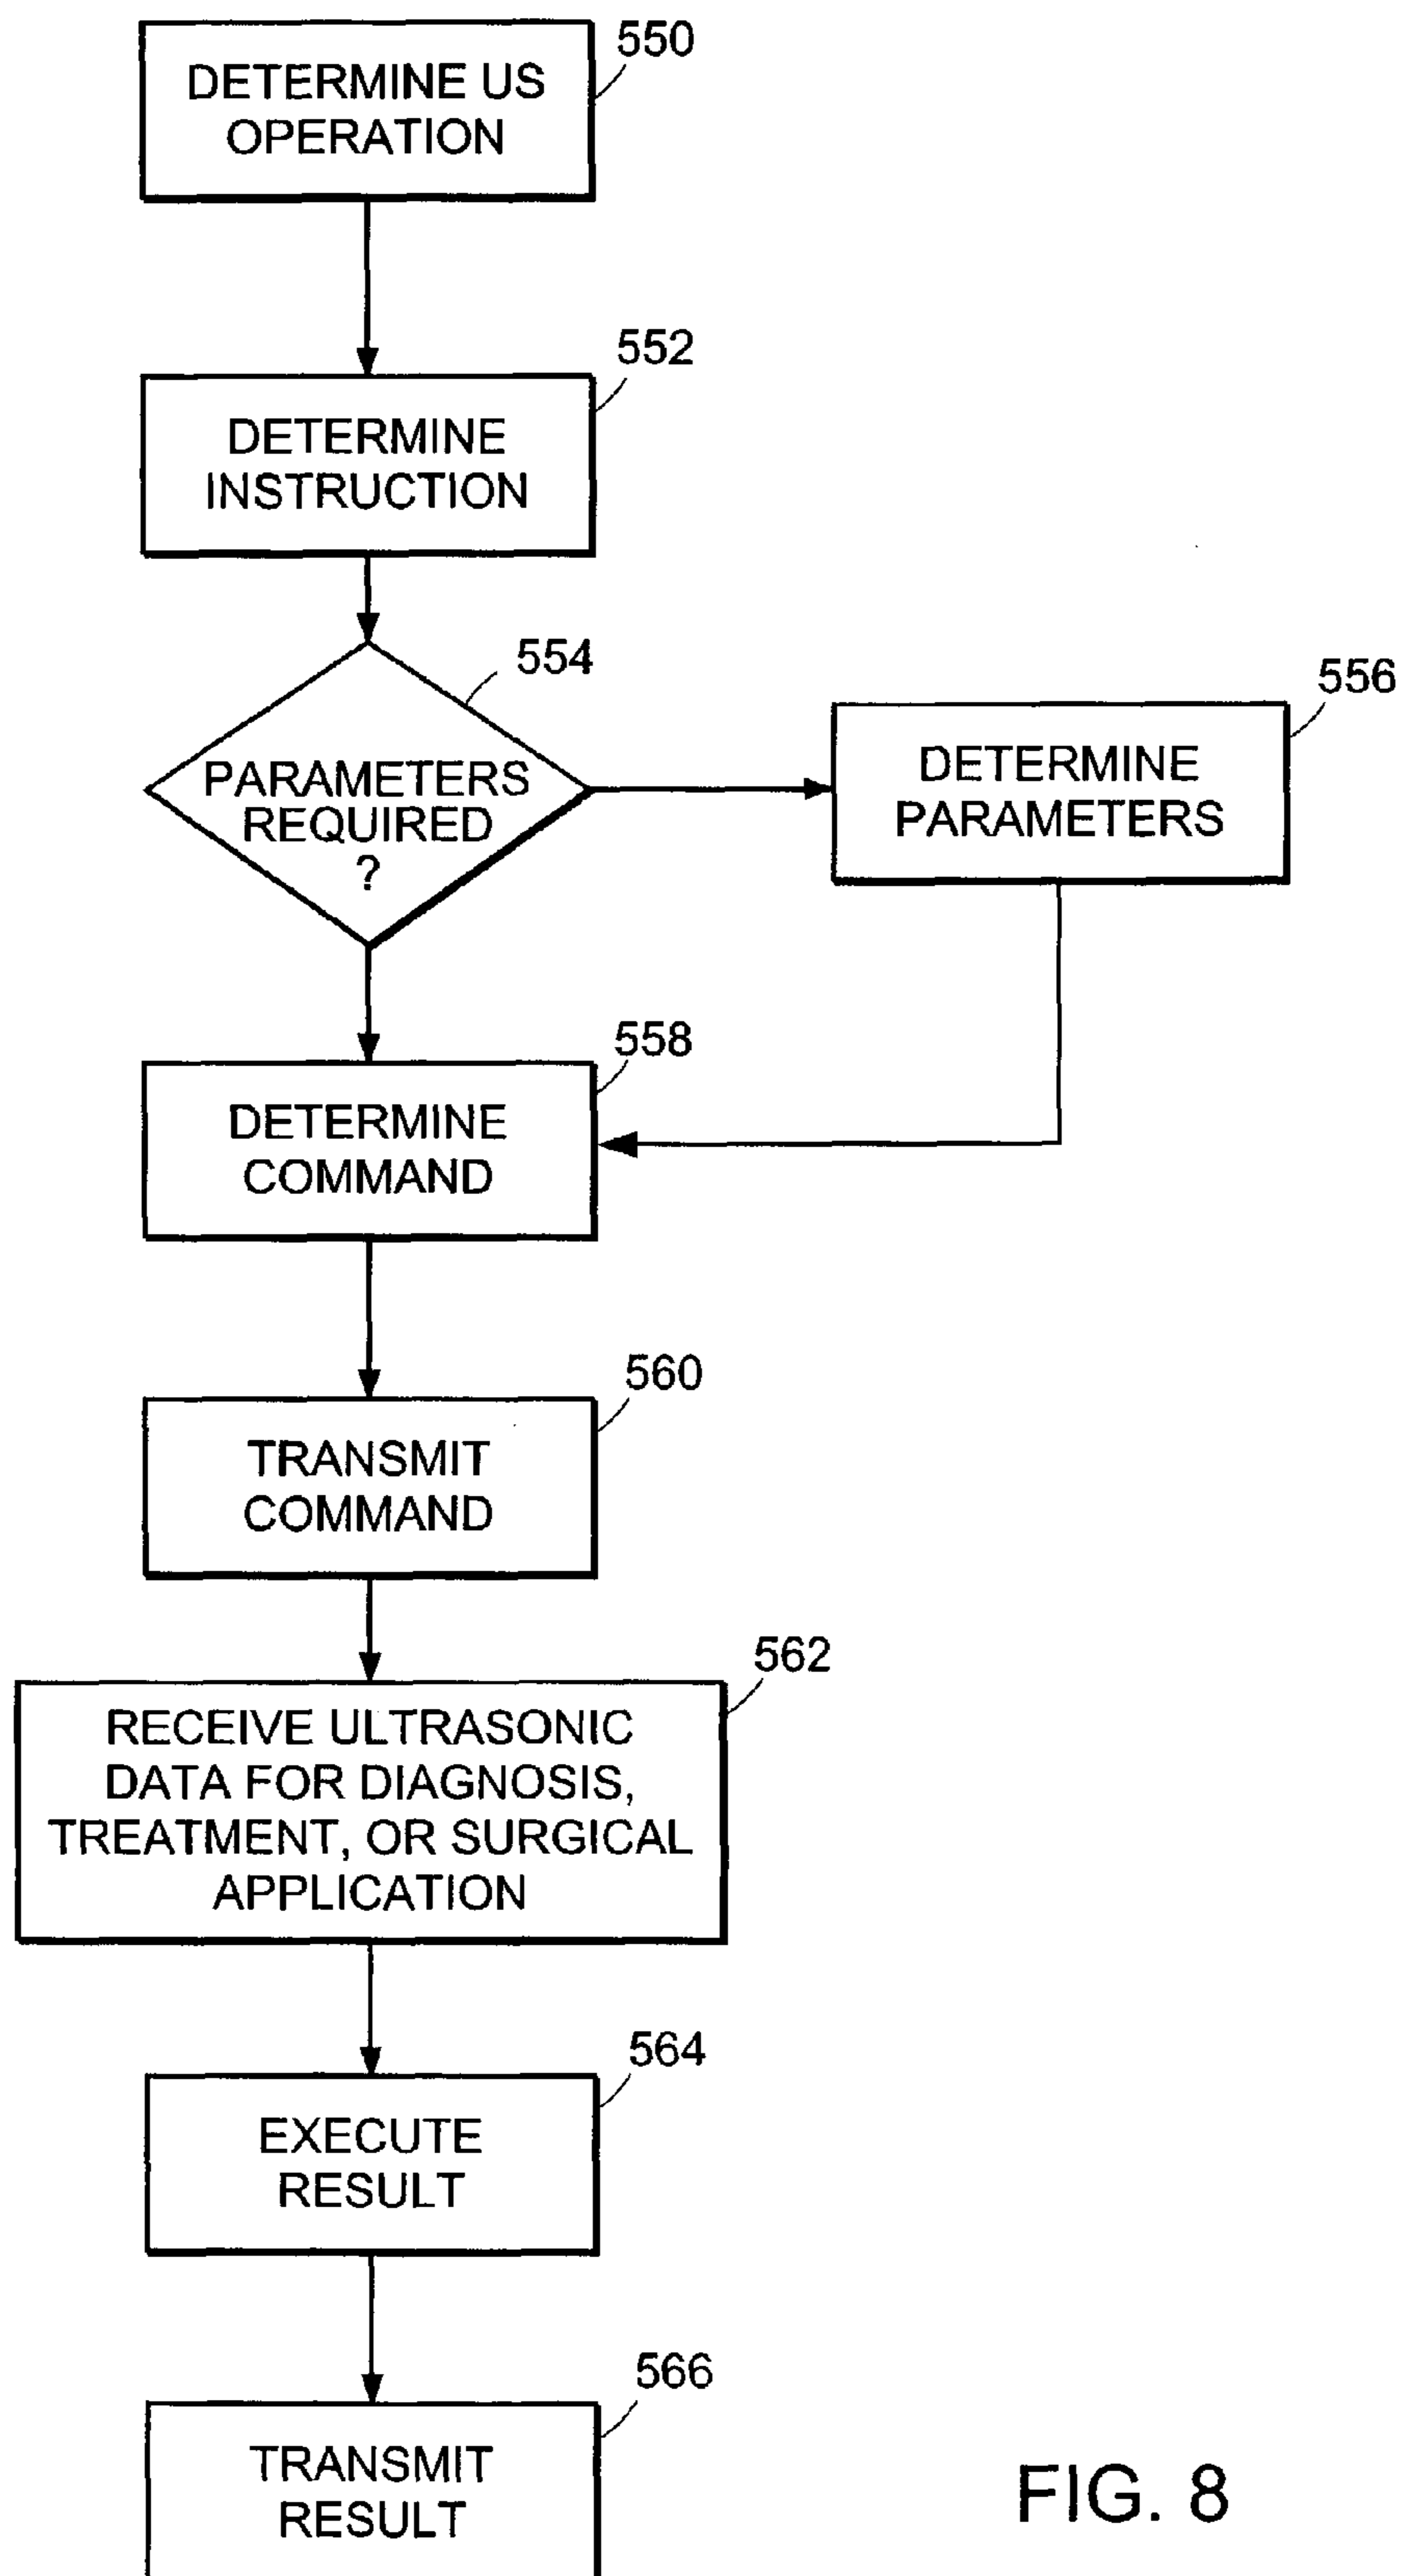 550
DETERMINE US
OPERATION
552
DETERMINE
INSTRUCTION
554
PARAMETERS
REQUIRED
?
556
DETERMINE
PARAMETERS
558
DETERMINE
COMMAND
560
TRANSMIT
COMMAND
562
RECEIVE ULTRASONIC
DATA FOR DIAGNOSIS,
TREATMENT, OR SURGICAL
APPLICATION
564
EXECUTE
RESULT
566
TRANSMIT
RESULT
FIG. 8